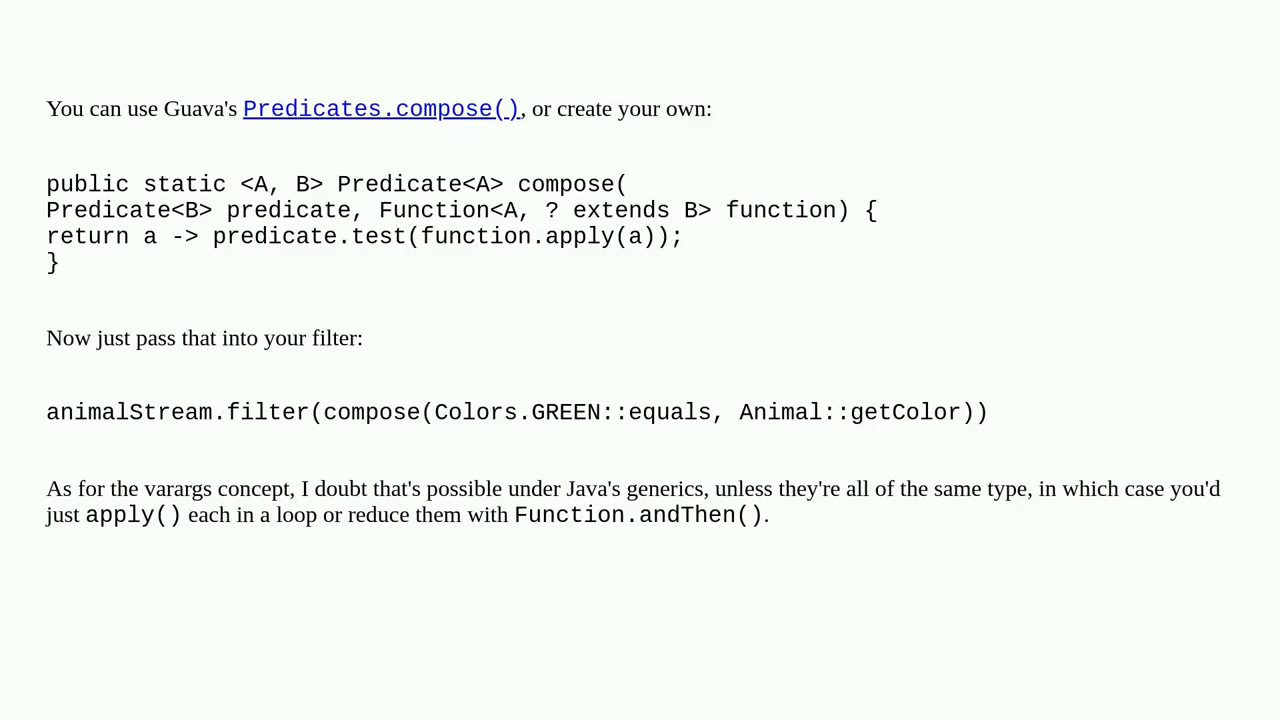 You can use Guava's Predicates.compose(), or create your own:
public static <A, B> Predicate<A> compose(
Predicate<B> predicate, Function<A, ? extends B> function) {
return a -> predicate.test(function.apply(a));
}
Now just pass that into your filter:
animalStream.filter(compose(Colors.GREEN::equals, Animal::getColor))
As for the varargs concept, I doubt that's possible under Java's generics, unless they're all of the same type, in which case you'd
just apply() each in a loop or reduce them with Function.andThen().